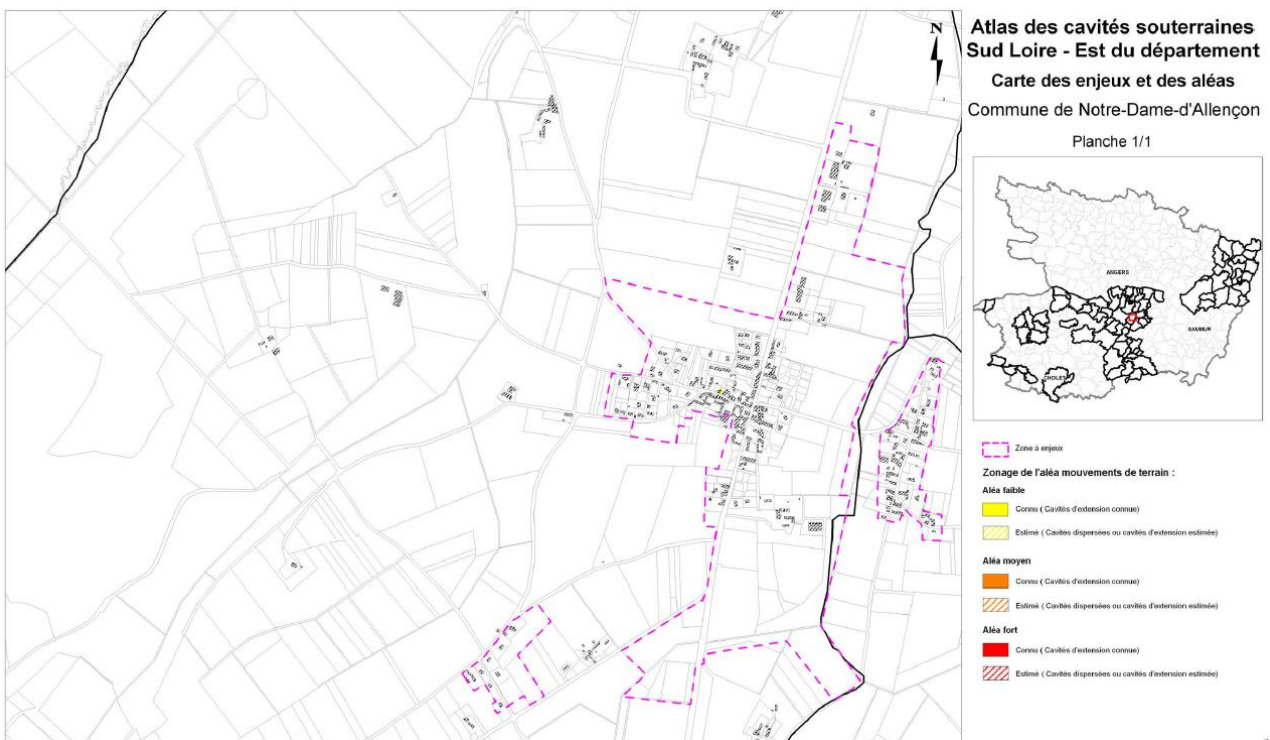 N
Atlas des cavités souterraines
Sud Loire - Est du département
Carte des enjeux et des aléas
Commune de Notre-Dame-d'Allençon
Planche 1/1
ANGERS
SAUMUR
CHOLET
Zone à enjeux
Zonage de l'aléa mouvements de terrain :
Aléa faible
Connu ( Cavités d'extension connue)
Estimé ( Cavités dispersées ou cavités d'extension estimée)
Aléa moyen
Connu ( Cavités d'extension connue)
Estimé ( Cavités dispersées ou cavités d'extension estimée)
Aléa fort
Connu ( Cavités d'extension connue)
Estimé ( Cavités dispersées ou cavités d'extension estimée)